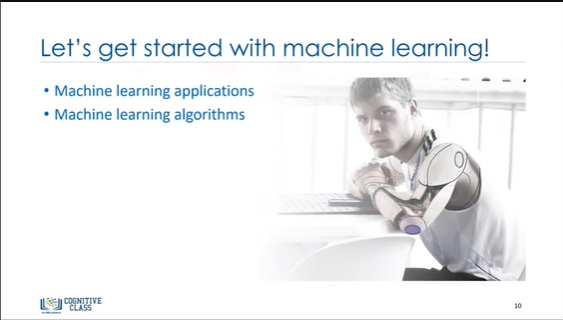 Let's get started with machine learning!
• Machine learning applications
• Machine learning algorithms
COGNITIVE
CLASS
10